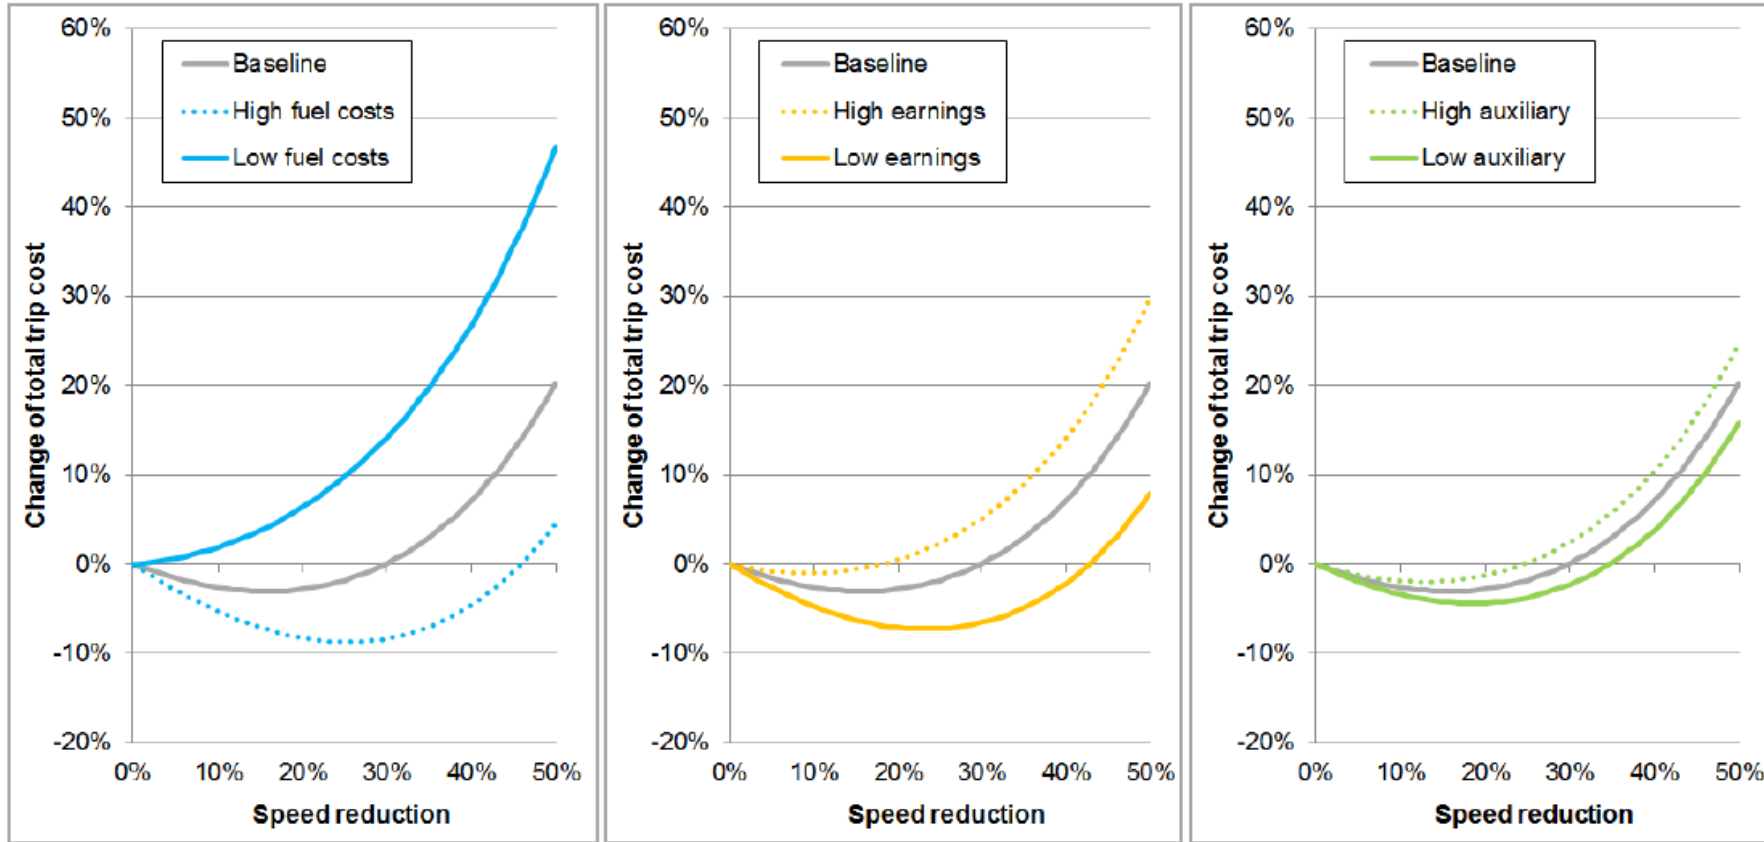 60%
50%
40%
30%
20%
10%
0%
-10%
-20%
Change of total trip cost
Baseline
High fuel costs
Low fuel costs
0% 10% 20% 30% 40% 50%
Speed reduction
60%
50%
40%
30%
20%
10%
0%
-10%
-20%
Change of total trip cost
Baseline
High earnings
Low earnings
0% 10% 20% 30% 40% 50%
Speed reduction
60%
50%
40%
30%
20%
10%
0%
-10%
-20%
Change of total trip cost
Baseline
High auxiliary
Low auxiliary
0% 10% 20% 30% 40% 50%
Speed reduction